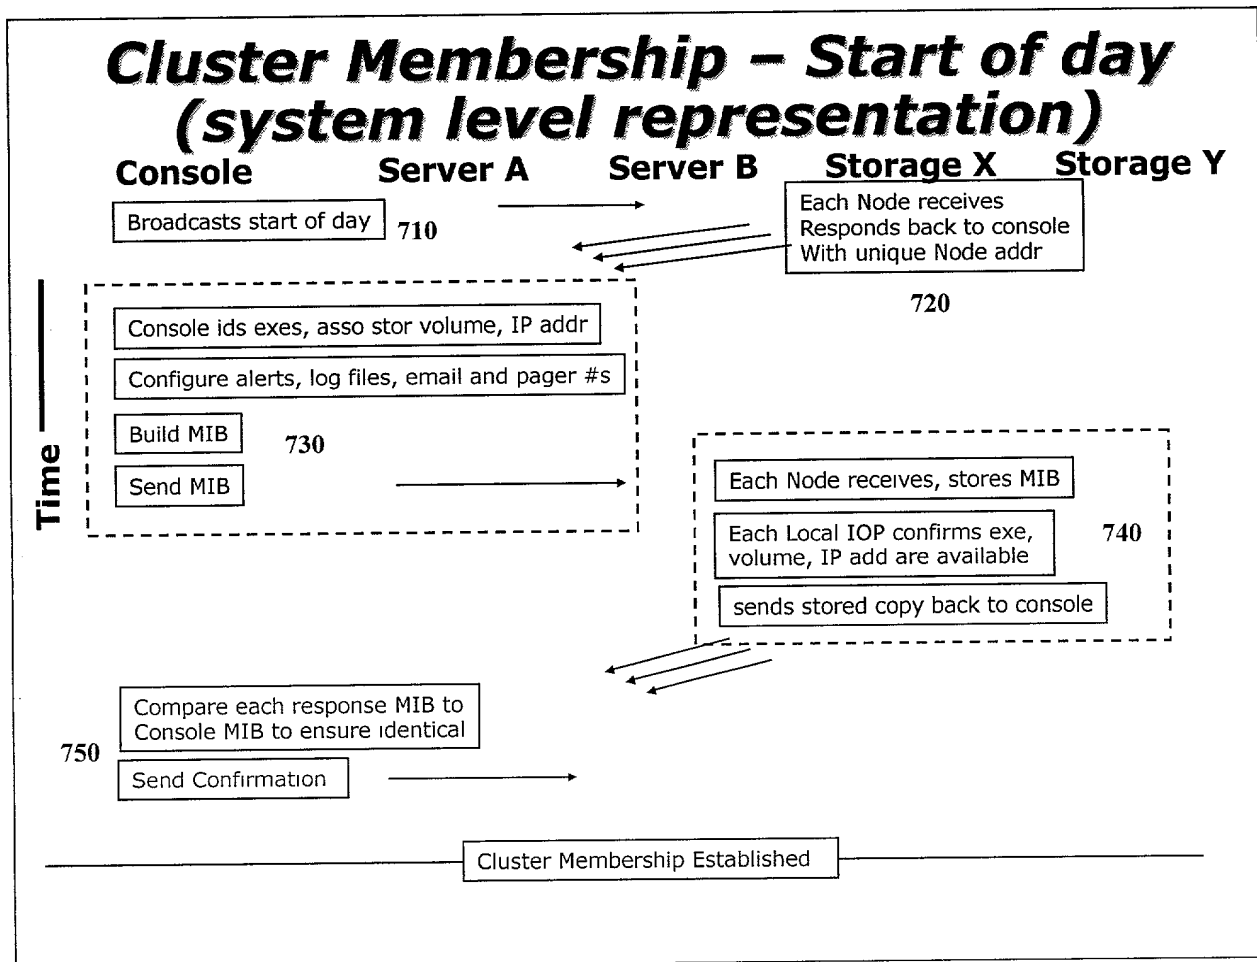 Cluster Membership – Start of day
(system level representation)
Console Server A Server B Storage X Storage Y
Broadcasts start of day
710
Each Node receives
Responds back to console
With unique Node addr
720
Time
Console ids exes, asso stor volume, IP addr
Configure alerts, log files, email and pager #s
Build MIB
730
Send MIB
Each Node receives, stores MIB
Each Local IOP confirms exe,
volume, IP add are available
740
sends stored copy back to console
Compare each response MIB to
Console MIB to ensure identical
750
Send Confirmation
Cluster Membership Established